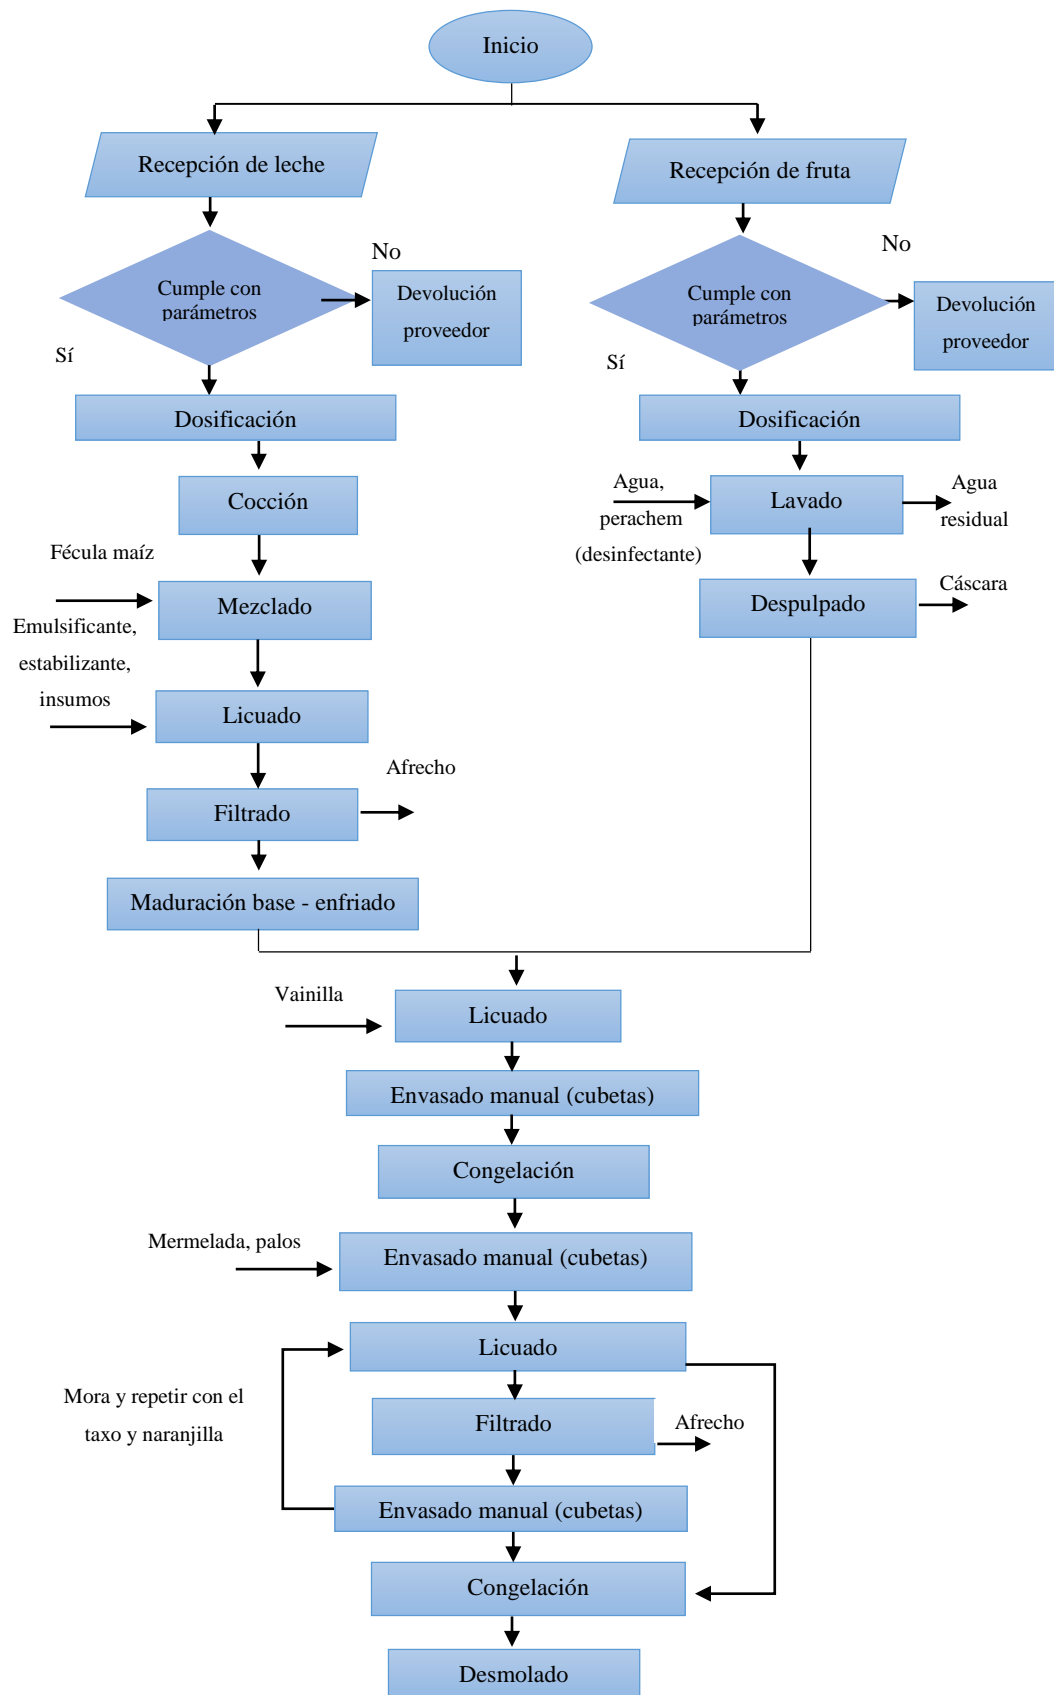 Inicio
Recepción de leche
Recepción de fruta
No
Cumple con
parámetros
Devolución
proveedor
Sí
No
Cumple con
parámetros
Devolución
proveedor
Sí
Dosificación
Dosificación
Cocción
Agua,
perachem
(desinfectante)
Lavado
Agua
residual
Fécula maíz
Mezclado
Despulpado
Cáscara
Emulsificante,
estabilizante,
insumos
Licuado
Afrecho
Filtrado
Maduración base - enfriado
Vainilla
Licuado
Envasado manual (cubetas)
Congelación
Mermelada, palos
Envasado manual (cubetas)
Licuado
Mora y repetir con el
taxo y naranjilla
Filtrado
Afrecho
Envasado manual (cubetas)
Congelación
Desmolado